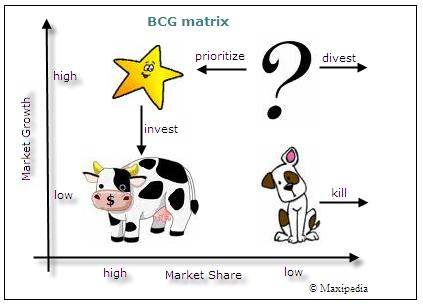 BCG matrix
prioritize
divest
high
invest
Market Growth
$
low
kill
high
Market Share
low
© Maxipedia